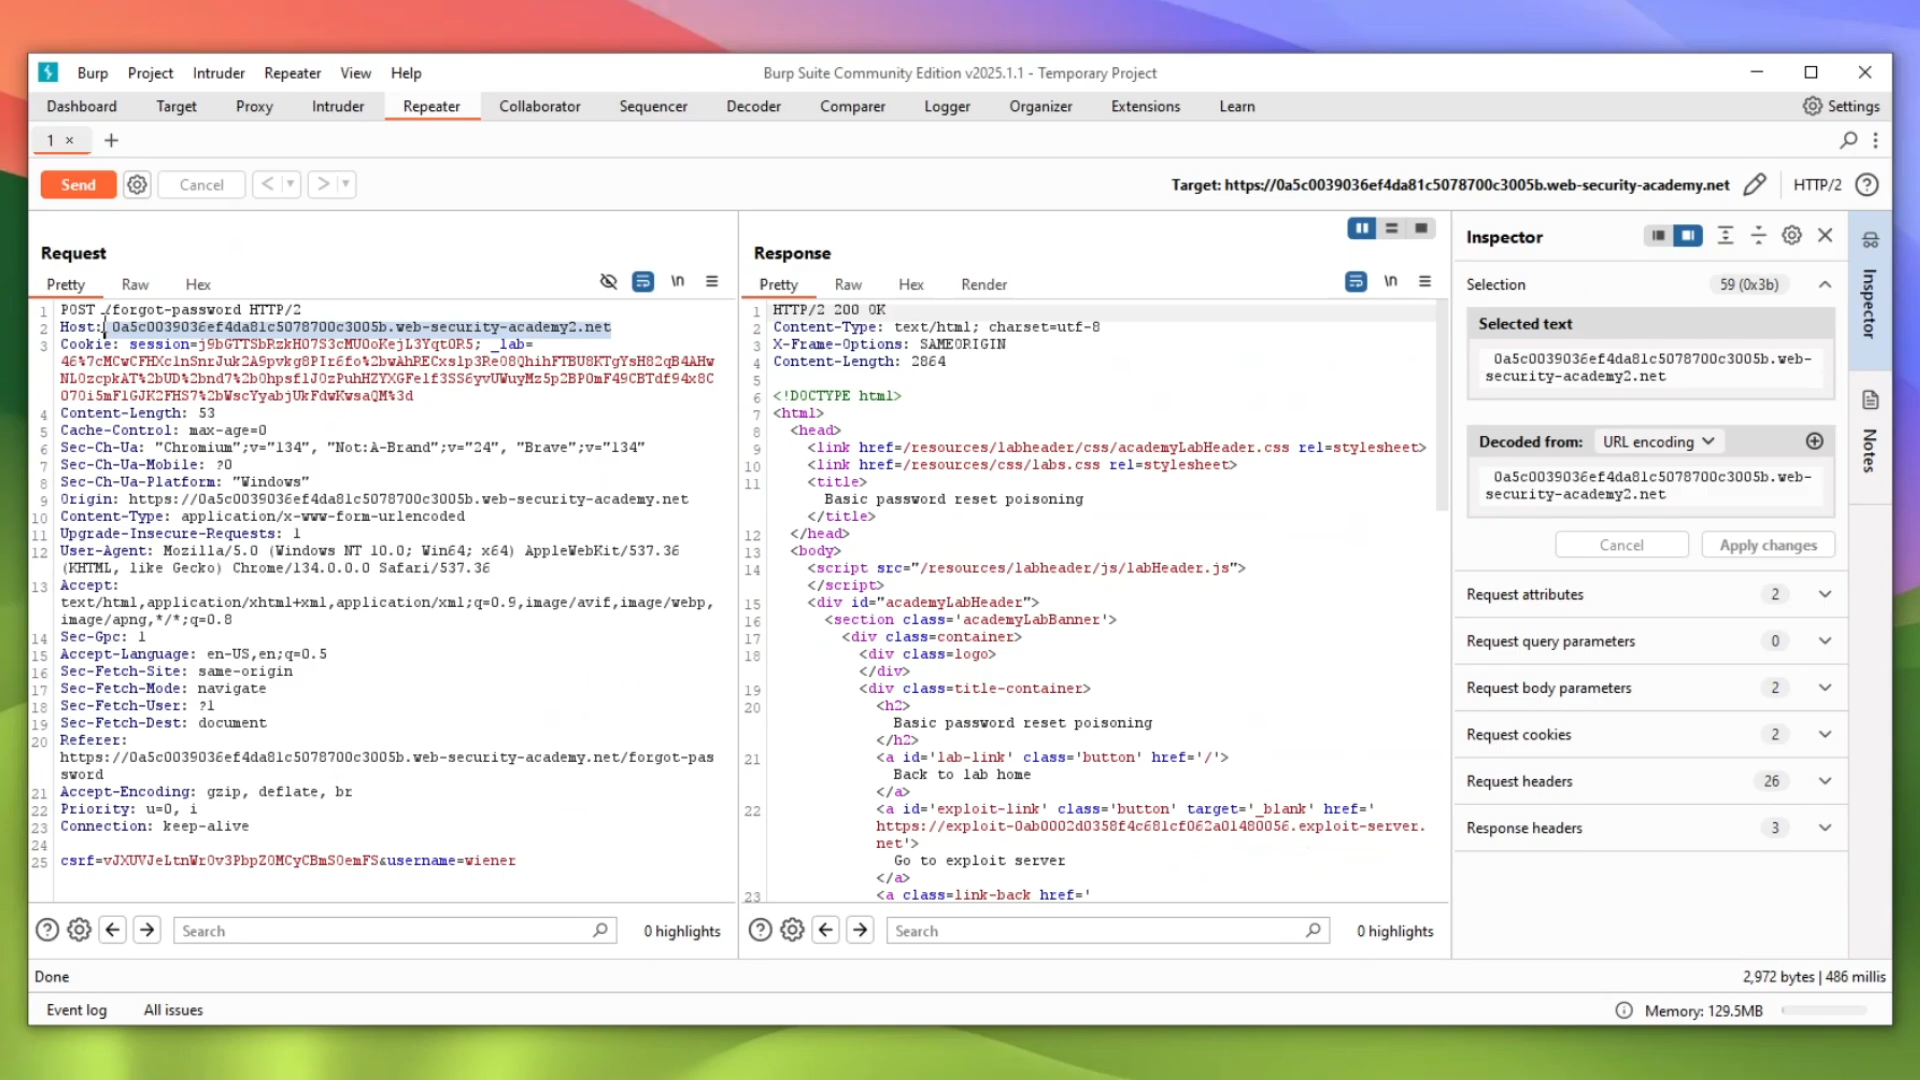 Burp Project Intruder Repeater View Help
Burp Suite Community Edition v2025.1.1 - Temporary Project
Dashboard Target Proxy Intruder Repeater Collaborator Sequencer Decoder Comparer Logger Organizer Extensions Learn
Settings
1 × +
Send Cancel < >
Target: https://0a5c0039036ef4da81c5078700c3005b.web-security-academy.net HTTP/2
Request
Pretty Raw Hex
\n
1 POST /forgot-password HTTP/2
2 Host: 0a5c0039036ef4da81c5078700c3005b.web-security-academy2.net
3 Cookie: session=j9bGTTSbRzkH07S3cMU0oKejL3Yqt0R5; _lab=
46%7cMCwCFHXclnSnrJuk2A9pvkg8PIr6fo%2bwAhRECxslp3Re08QhihFTBU8KTgYsH82qB4AHw
NL0zcpkAT%2bUD%2bnd7%2b0hpsflJ0zPuhHZYXGFelf3SS6yvUWuyMz5p2BP0mF49CBTdf94x8C
070i5mFlGJK2FHS7%2bWscYyabjUkFdwKwsaQM%3d
4 Content-Length: 53
5 Cache-Control: max-age=0
6 Sec-Ch-Ua: "Chromium";v="134", "Not:A-Brand";v="24", "Brave";v="134"
7 Sec-Ch-Ua-Mobile: ?0
8 Sec-Ch-Ua-Platform: "Windows"
9 Origin: https://0a5c0039036ef4da81c5078700c3005b.web-security-academy.net
10 Content-Type: application/x-www-form-urlencoded
11 Upgrade-Insecure-Requests: 1
12 User-Agent: Mozilla/5.0 (Windows NT 10.0; Win64; x64) AppleWebKit/537.36
(KHTML, like Gecko) Chrome/134.0.0.0 Safari/537.36
13 Accept:
text/html,application/xhtml+xml,application/xml;q=0.9,image/avif,image/webp,
image/apng,*/*;q=0.8
14 Sec-Gpc: 1
15 Accept-Language: en-US,en;q=0.5
16 Sec-Fetch-Site: same-origin
17 Sec-Fetch-Mode: navigate
18 Sec-Fetch-User: ?1
19 Sec-Fetch-Dest: document
20 Referer:
https://0a5c0039036ef4da81c5078700c3005b.web-security-academy.net/forgot-pas
sword
21 Accept-Encoding: gzip, deflate, br
22 Priority: u=0, i
23 Connection: keep-alive
24
25 csrf=vJXUVJeLtnWr0v3PbpZ0MCyCBmS0emFS&username=wiener
Search
0 highlights
Response
Pretty Raw Hex Render
\n
1 HTTP/2 200 OK
2 Content-Type: text/html; charset=utf-8
3 X-Frame-Options: SAMEORIGIN
4 Content-Length: 2864
5
6 <!DOCTYPE html>
7 <html>
8 <head>
9 <link href=/resources/labheader/css/academyLabHeader.css rel=stylesheet>
10 <link href=/resources/css/labs.css rel=stylesheet>
11 <title>
Basic password reset poisoning
</title>
12 </head>
13 <body>
14 <script src="/resources/labheader/js/labHeader.js">
</script>
15 <div id="academyLabHeader">
16 <section class='academyLabBanner'>
17 <div class=container>
18 <div class=logo>
</div>
19 <div class=title-container>
20 <h2>
Basic password reset poisoning
</h2>
21 <a id='lab-link' class='button' href='/'>
Back to lab home
</a>
22 <a id='exploit-link' class='button' target='_blank' href='
https://exploit-0ab0002d0358f4c681cf062a01480056.exploit-server.
net'>
Go to exploit server
</a>
23 <a class=link-back href='
Search
0 highlights
Inspector
Selection 59 (0x3b)
Selected text
0a5c0039036ef4da81c5078700c3005b.web-
security-academy2.net
Decoded from: URL encoding
0a5c0039036ef4da81c5078700c3005b.web-
security-academy2.net
Cancel Apply changes
Request attributes 2
Request query parameters 0
Request body parameters 2
Request cookies 2
Request headers 26
Response headers 3
Inspector
Notes
Done
2,972 bytes | 486 millis
Event log All issues
Memory: 129.5MB